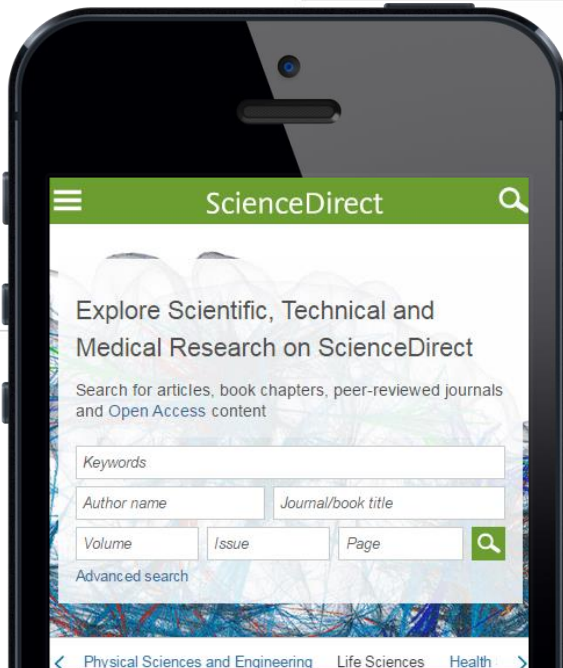 ScienceDirect
Explore Scientific, Technical and
Medical Research on ScienceDirect
Search for articles, book chapters, peer-reviewed journals
and Open Access content
Keywords
Author name Journal/book title
Volume Issue Page
Advanced search
Physical Sciences and Engineering Life Sciences Health